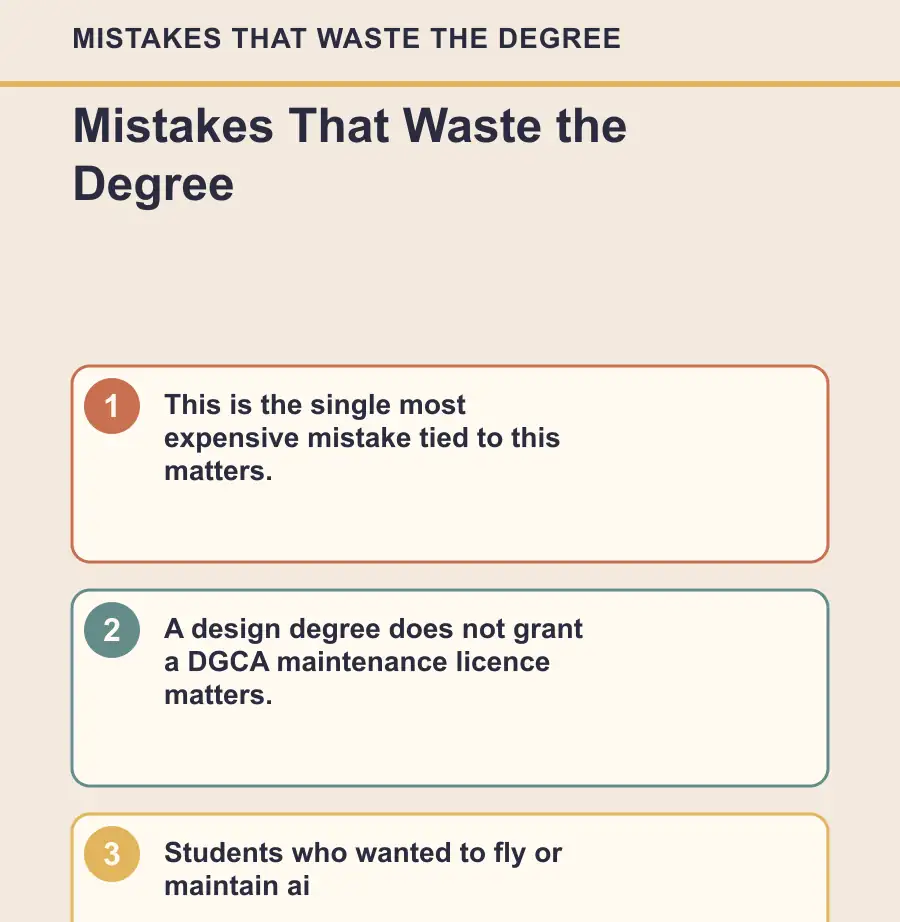 MISTAKES THAT WASTE THE DEGREE
Mistakes That Waste the
Degree
1
This is the single most
expensive mistake tied to this
matters.
2
A design degree does not grant
a DGCA maintenance licence
matters.
3
Students who wanted to fly or
maintain ai